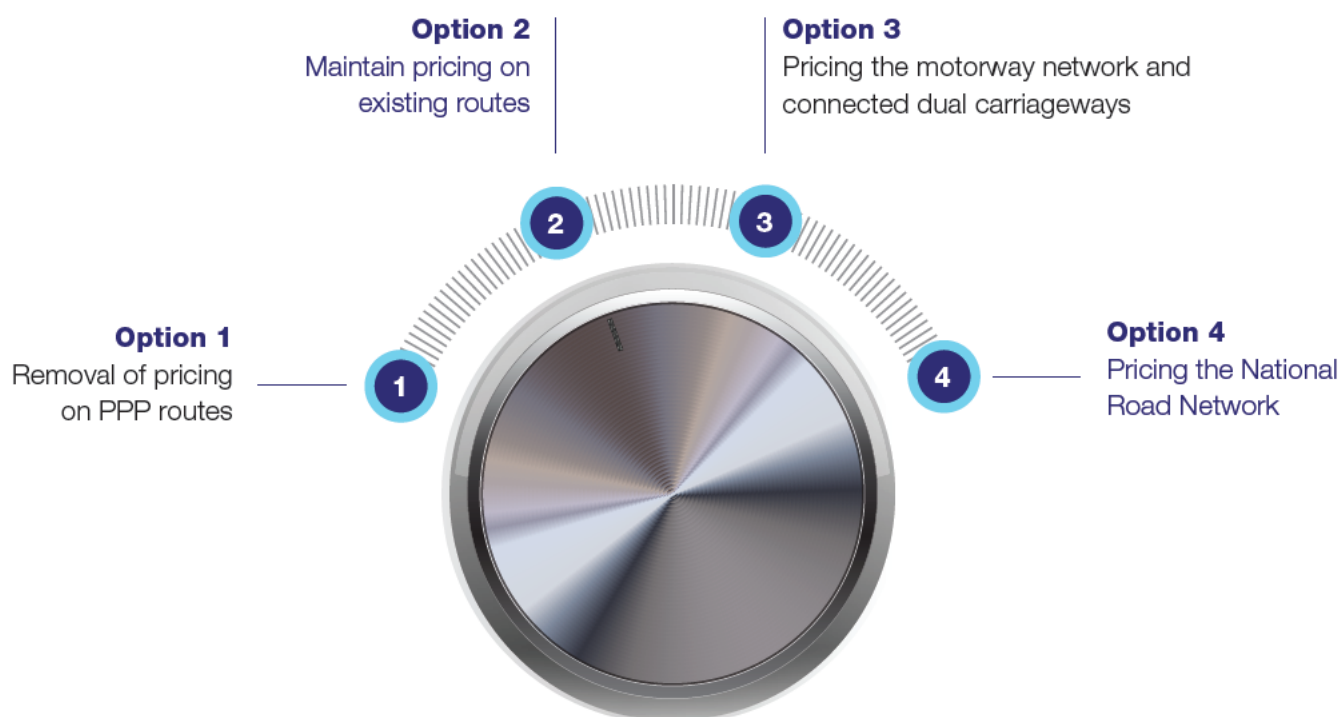 Option 2
Maintain pricing on
existing routes
Option 3
Pricing the motorway network and
connected dual carriageways
2
3
Option 1
Removal of pricing
on PPP routes
1
4
Option 4
Pricing the National
Road Network